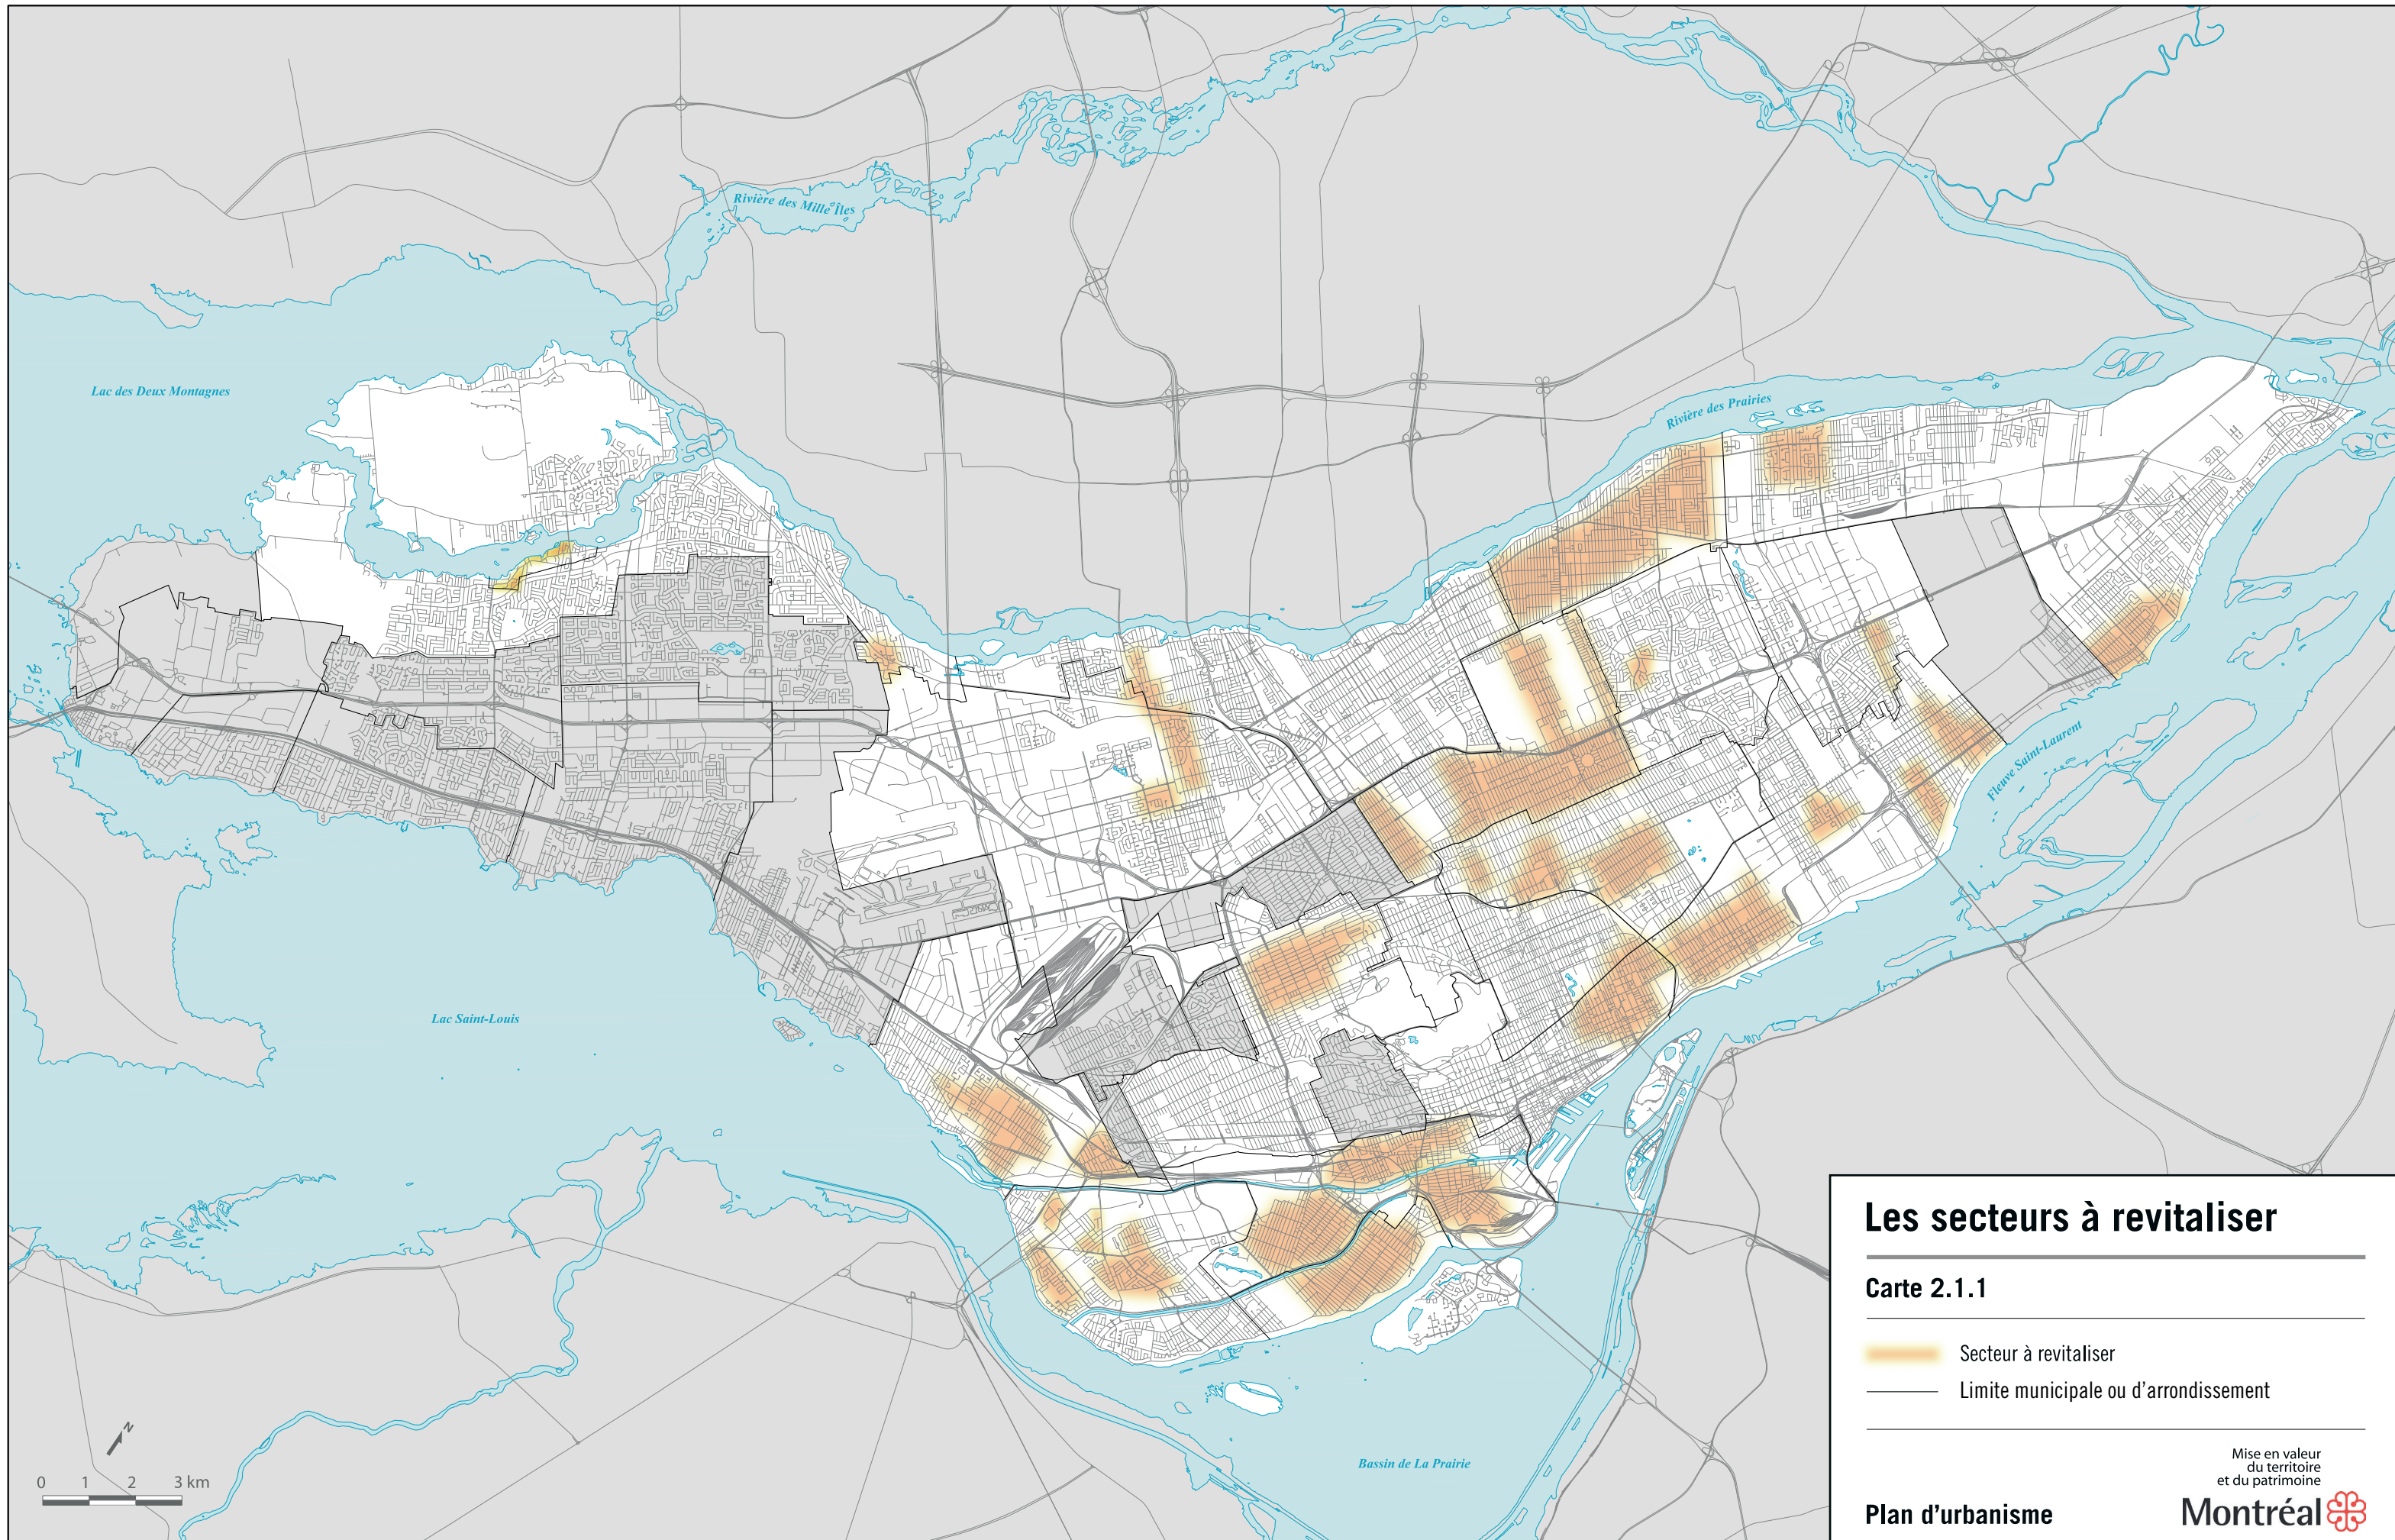 Rivière des Mille Îles
Lac des Deux Montagnes
Rivière des Prairies
Fleuve Saint-Laurent
Lac Saint-Louis
Bassin de La Prairie
N
0 1 2 3 km
Les secteurs à revitaliser
Carte 2.1.1
Secteur à revitaliser
Limite municipale ou d'arrondissement
Mise en valeur
du territoire
et du patrimoine
Plan d'urbanisme
Montréal